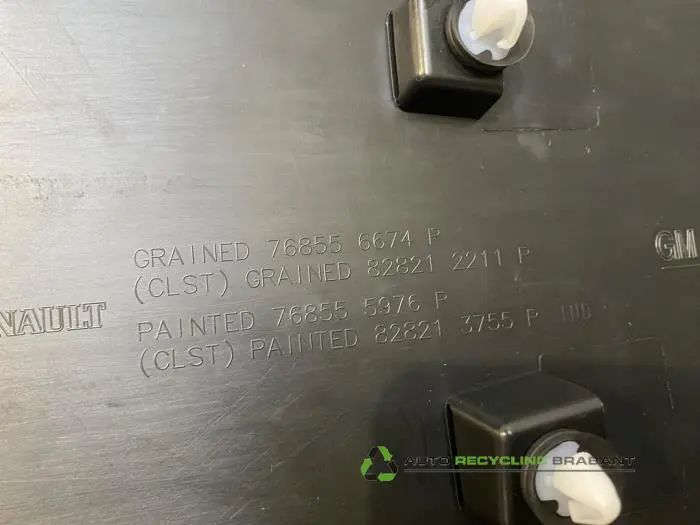 GRAINED 76855 6674 P
(CLST) GRAINED 82821 2211 P
GM
NAULT
PAINTED 76855 5976 P
(CLST) PAINTED 82821 3755 P IND
AUTO RECYCLING BRABANT